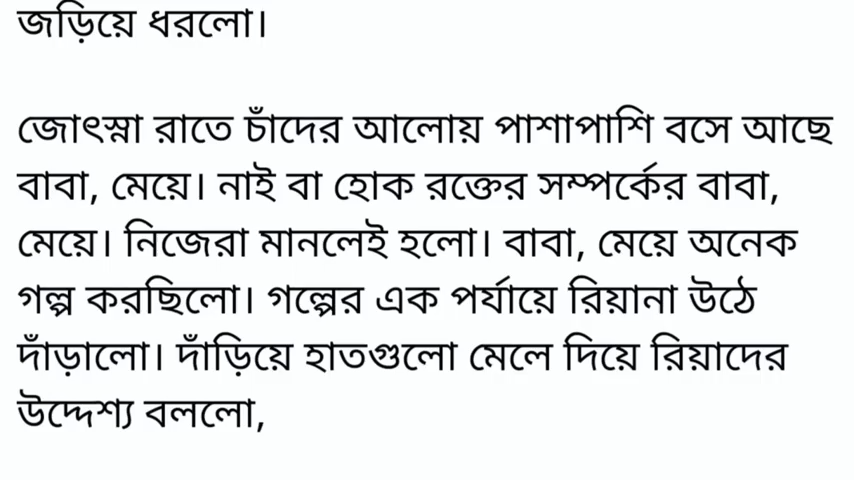 জড়িয়ে ধরলো।
জোৎস্না রাতে চাঁদের আলোয় পাশাপাশি বসে আছে
বাবা, মেয়ে। নাই বা হোক রক্তের সম্পর্কের বাবা,
মেয়ে। নিজেরা মানলেই হলো। বাবা, মেয়ে অনেক
গল্প করছিলো। গল্পের এক পর্যায়ে রিয়ানা উঠে
দাঁড়ালো। দাঁড়িয়ে হাতগুলো মেলে দিয়ে রিয়াদের
উদ্দেশ্য বললো,